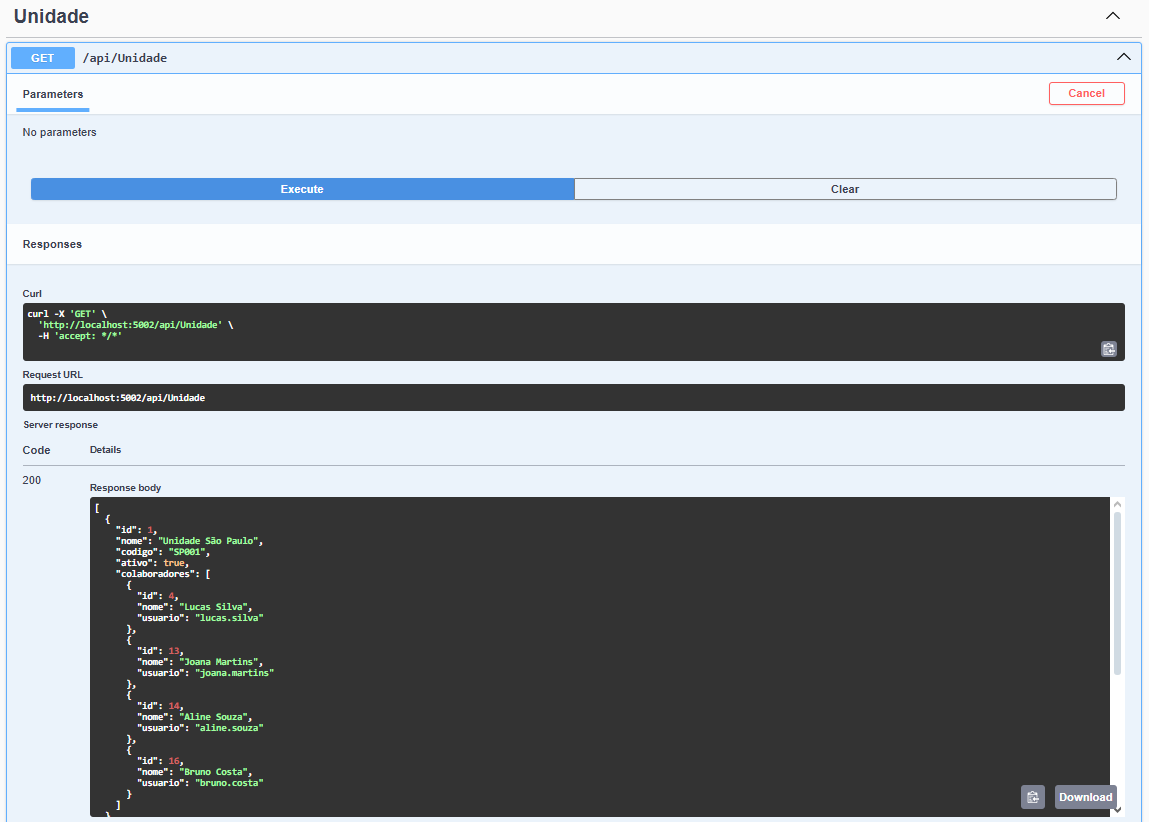 Unidade
GET /api/Unidade
Parameters
Cancel
No parameters
Execute
Clear
Responses
Curl
curl -X 'GET' \
  'http://localhost:5002/api/Unidade' \
  -H 'accept: */*'
Request URL
http://localhost:5002/api/Unidade
Server response
Code Details
200
Response body
[
  {
    "id": 1,
    "nome": "Unidade São Paulo",
    "codigo": "SP001",
    "ativo": true,
    "colaboradores": [
      {
        "id": 4,
        "nome": "Lucas Silva",
        "usuario": "lucas.silva"
      },
      {
        "id": 13,
        "nome": "Joana Martins",
        "usuario": "joana.martins"
      },
      {
        "id": 14,
        "nome": "Aline Souza",
        "usuario": "aline.souza"
      },
      {
        "id": 16,
        "nome": "Bruno Costa",
        "usuario": "bruno.costa"
      }
    ]
  }
Download